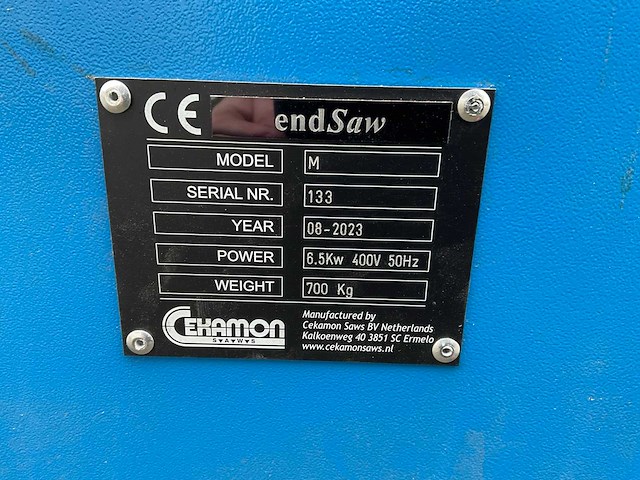 CE endSaw
MODEL M
SERIAL NR. 133
YEAR 08-2023
POWER 6.5Kw 400V 50Hz
WEIGHT 700 Kg
CEKAMON
SAWS
Manufactured by
Cekamon Saws BV Netherlands
Kalkoenweg 40 3851 SC Ermelo
www.cekamonsaws.nl